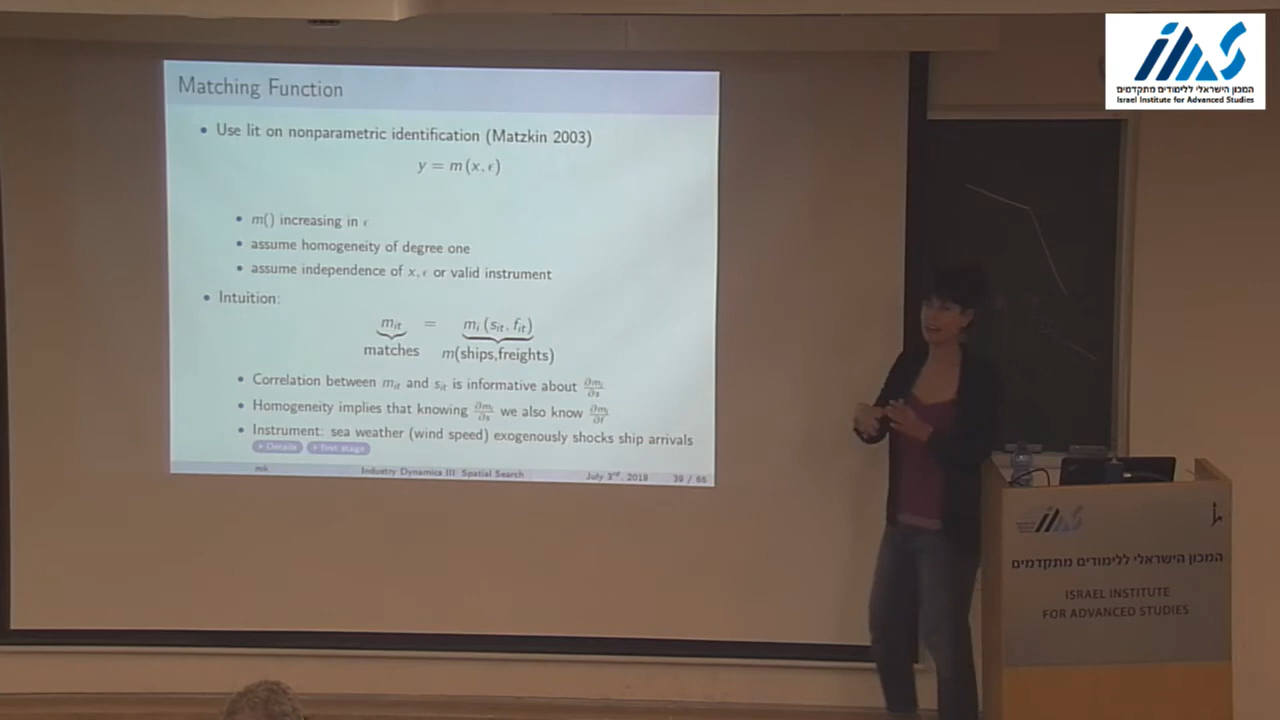 Matching Function
• Use lit on nonparametric identification (Matzkin 2003)
y = m(x, ϵ)
• m() increasing in ϵ
• assume homogeneity of degree one
• assume independence of x, ϵ or valid instrument
• Intuition:
m_it = m_i (s_it, f_it)
matches m(ships,freights)
• Correlation between m_it and s_it is informative about ∂m_i/∂s
• Homogeneity implies that knowing ∂m_i/∂s we also know ∂m_i/∂f
• Instrument: sea weather (wind speed) exogenously shocks ship arrivals
Details First stage
mk Industry Dynamics III: Spatial Search July 3rd, 2018 39 / 66
המכון הישראלי ללימודים מתקדמים
Israel Institute for Advanced Studies
המכון הישראלי ללימודים מתקדמים
ISRAEL INSTITUTE
FOR ADVANCED STUDIES